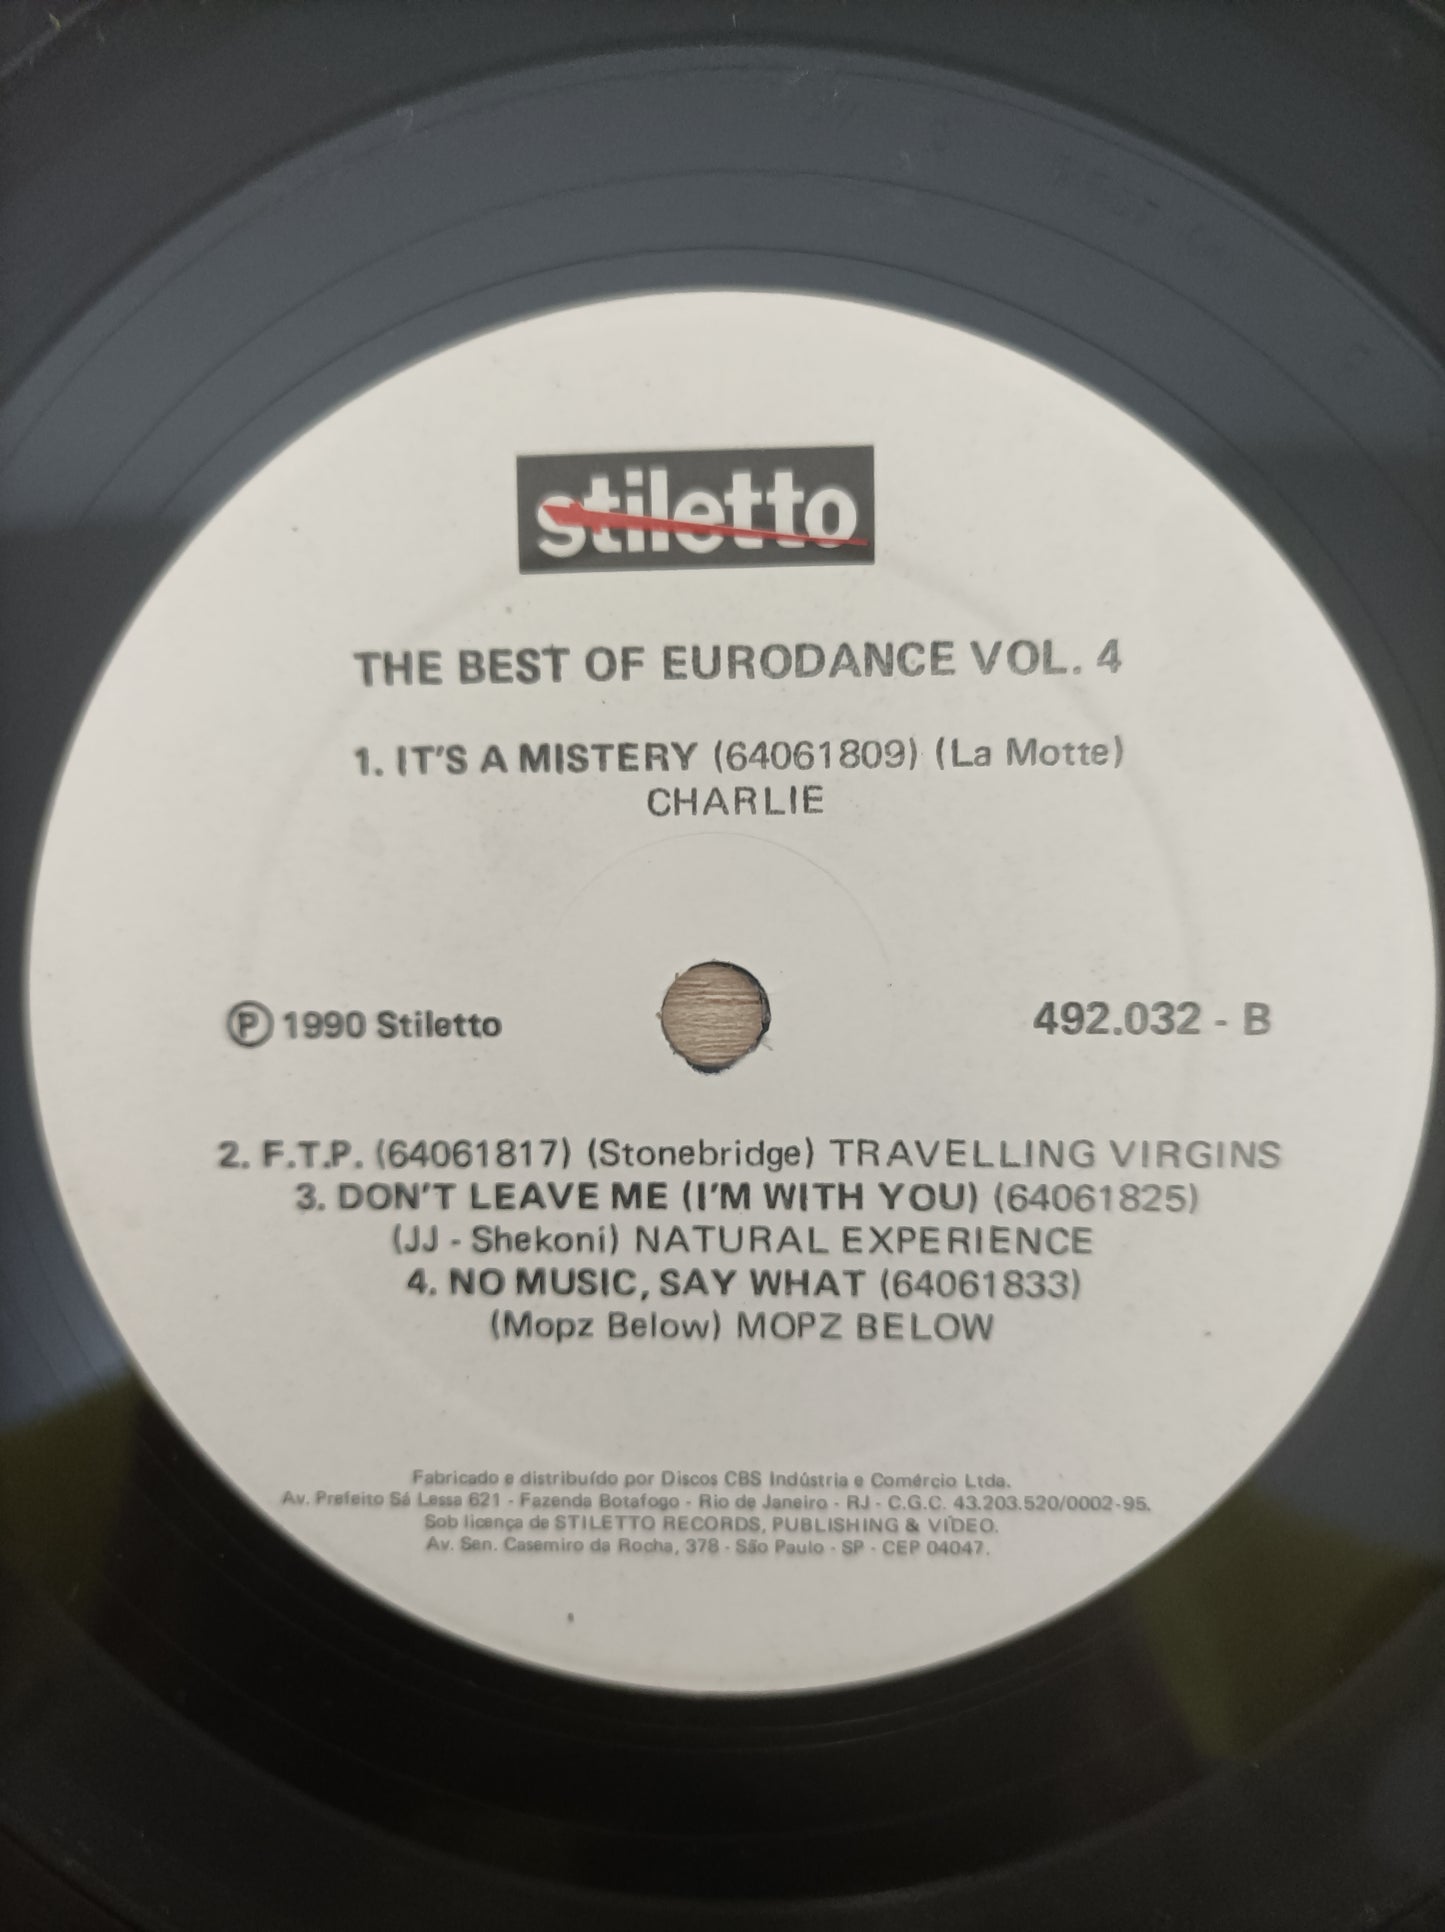 stiletto
THE BEST OF EURODANCE VOL. 4
1. IT'S A MISTERY (64061809) (La Motte)
CHARLIE
Ⓟ 1990 Stiletto
492.032 - B
2. F.T.P. (64061817) (Stonebridge) TRAVELLING VIRGINS
3. DON'T LEAVE ME (I'M WITH YOU) (64061825)
(JJ - Shekoni) NATURAL EXPERIENCE
4. NO MUSIC, SAY WHAT (64061833)
(Mopz Below) MOPZ BELOW
Fabricado e distribuído por Discos CBS Indústria e Comércio Ltda.
Av. Prefeito Sá Lessa 621 - Fazenda Botafogo - Rio de Janeiro - RJ - C.G.C. 43.203.520/0002-95.
Sob licença de STILETTO RECORDS, PUBLISHING & VIDEO.
Av. Sen. Casemiro da Rocha, 378 - São Paulo - SP - CEP 04047.